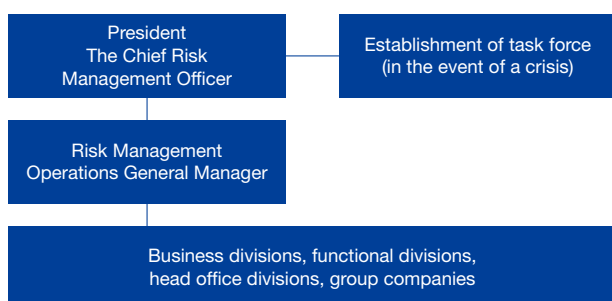 President
The Chief Risk
Management Officer
Establishment of task force
(in the event of a crisis)
Risk Management
Operations General Manager
Business divisions, functional divisions,
head office divisions, group companies